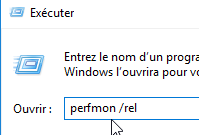 Exécuter
Entrez le nom d'un progra
Windows l'ouvrira pour vo
Ouvrir :
perfmon /rel